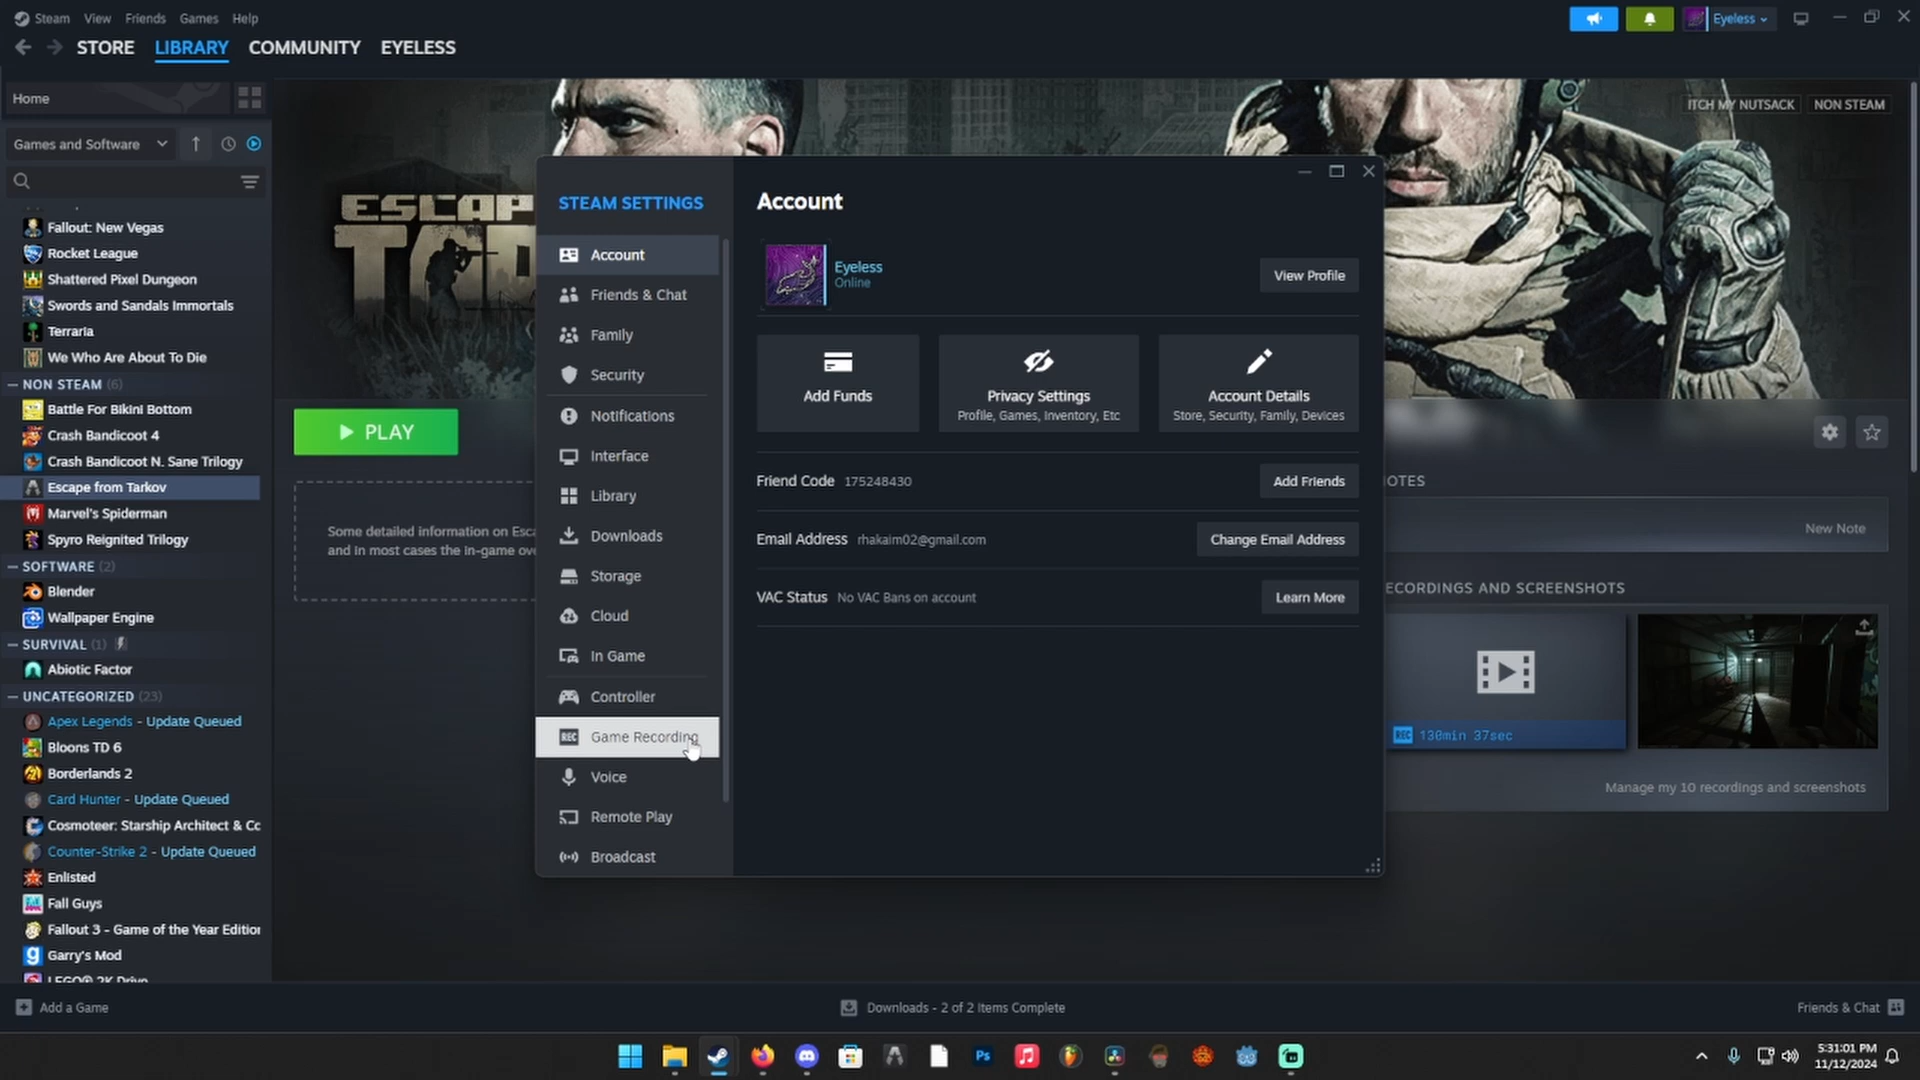 Steam View Friends Games Help
Eyeless
STORE LIBRARY COMMUNITY EYELESS
Home
ITCH MY NUTSACK NON STEAM
Games and Software
ESCAP
STEAM SETTINGS
Account
Fallout: New Vegas
Rocket League
Shattered Pixel Dungeon
Swords and Sandals Immortals
Terraria
We Who Are About To Die
NON STEAM (6)
Battle For Bikini Bottom
Crash Bandicoot 4
Crash Bandicoot N. Sane Trilogy
Escape from Tarkov
Marvel's Spiderman
Spyro Reignited Trilogy
SOFTWARE (2)
Blender
Wallpaper Engine
SURVIVAL (1)
Abiotic Factor
UNCATEGORIZED (23)
Apex Legends - Update Queued
Bloons TD 6
Borderlands 2
Card Hunter - Update Queued
Cosmoteer: Starship Architect & Cc
Counter-Strike 2 - Update Queued
Enlisted
Fall Guys
Fallout 3 - Game of the Year Edition
Garry's Mod
LEGO® 2K Drive
PLAY
Some detailed information on Esca
and in most cases the in-game ove
Account
Friends & Chat
Family
Security
Notifications
Interface
Library
Downloads
Storage
Cloud
In Game
Controller
REC Game Recording
Voice
Remote Play
Broadcast
Eyeless
Online
View Profile
Add Funds
Privacy Settings
Profile, Games, Inventory, Etc
Account Details
Store, Security, Family, Devices
Friend Code 175248430
Add Friends
Email Address rhakaim02@gmail.com
Change Email Address
VAC Status No VAC Bans on account
Learn More
OTES
New Note
ECORDINGS AND SCREENSHOTS
REC 130min 37sec
Manage my 10 recordings and screenshots
Add a Game
Downloads - 2 of 2 Items Complete
Friends & Chat
Ps
5:31:01 PM
11/12/2024